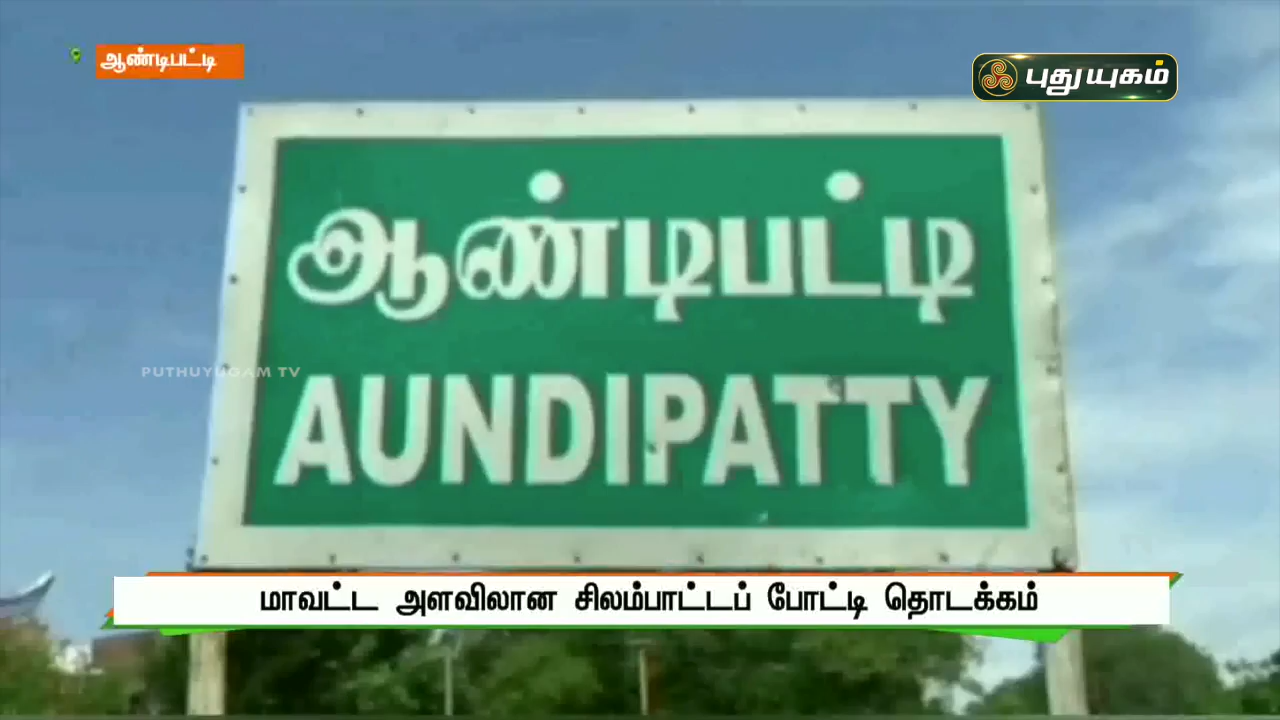 ஆண்டிபட்டி
புதுயுகம்
ஆண்டிபட்டி
PUTHUYUGAM TV
AUNDIPATTY
மாவட்ட அளவிலான சிலம்பாட்டப் போட்டி தொடக்கம்